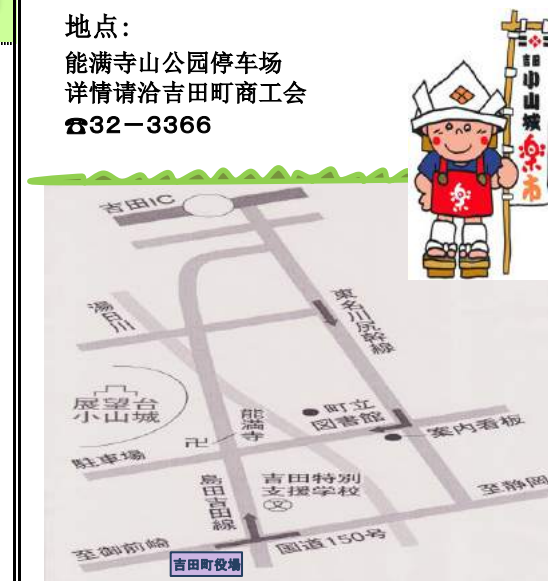 地点：
能满寺山公园停车场
详情请洽吉田町商工会
☎32－3366
吉田
小山城
楽市
楽
吉田IC
湯日川
東名川尻幹線
展望台
小山城
能満寺
卍
町立
図書館
案内看板
駐車場
島田吉田線
吉田特別
支援学校
文
至静岡
至御前崎
国道150号
吉田町役場